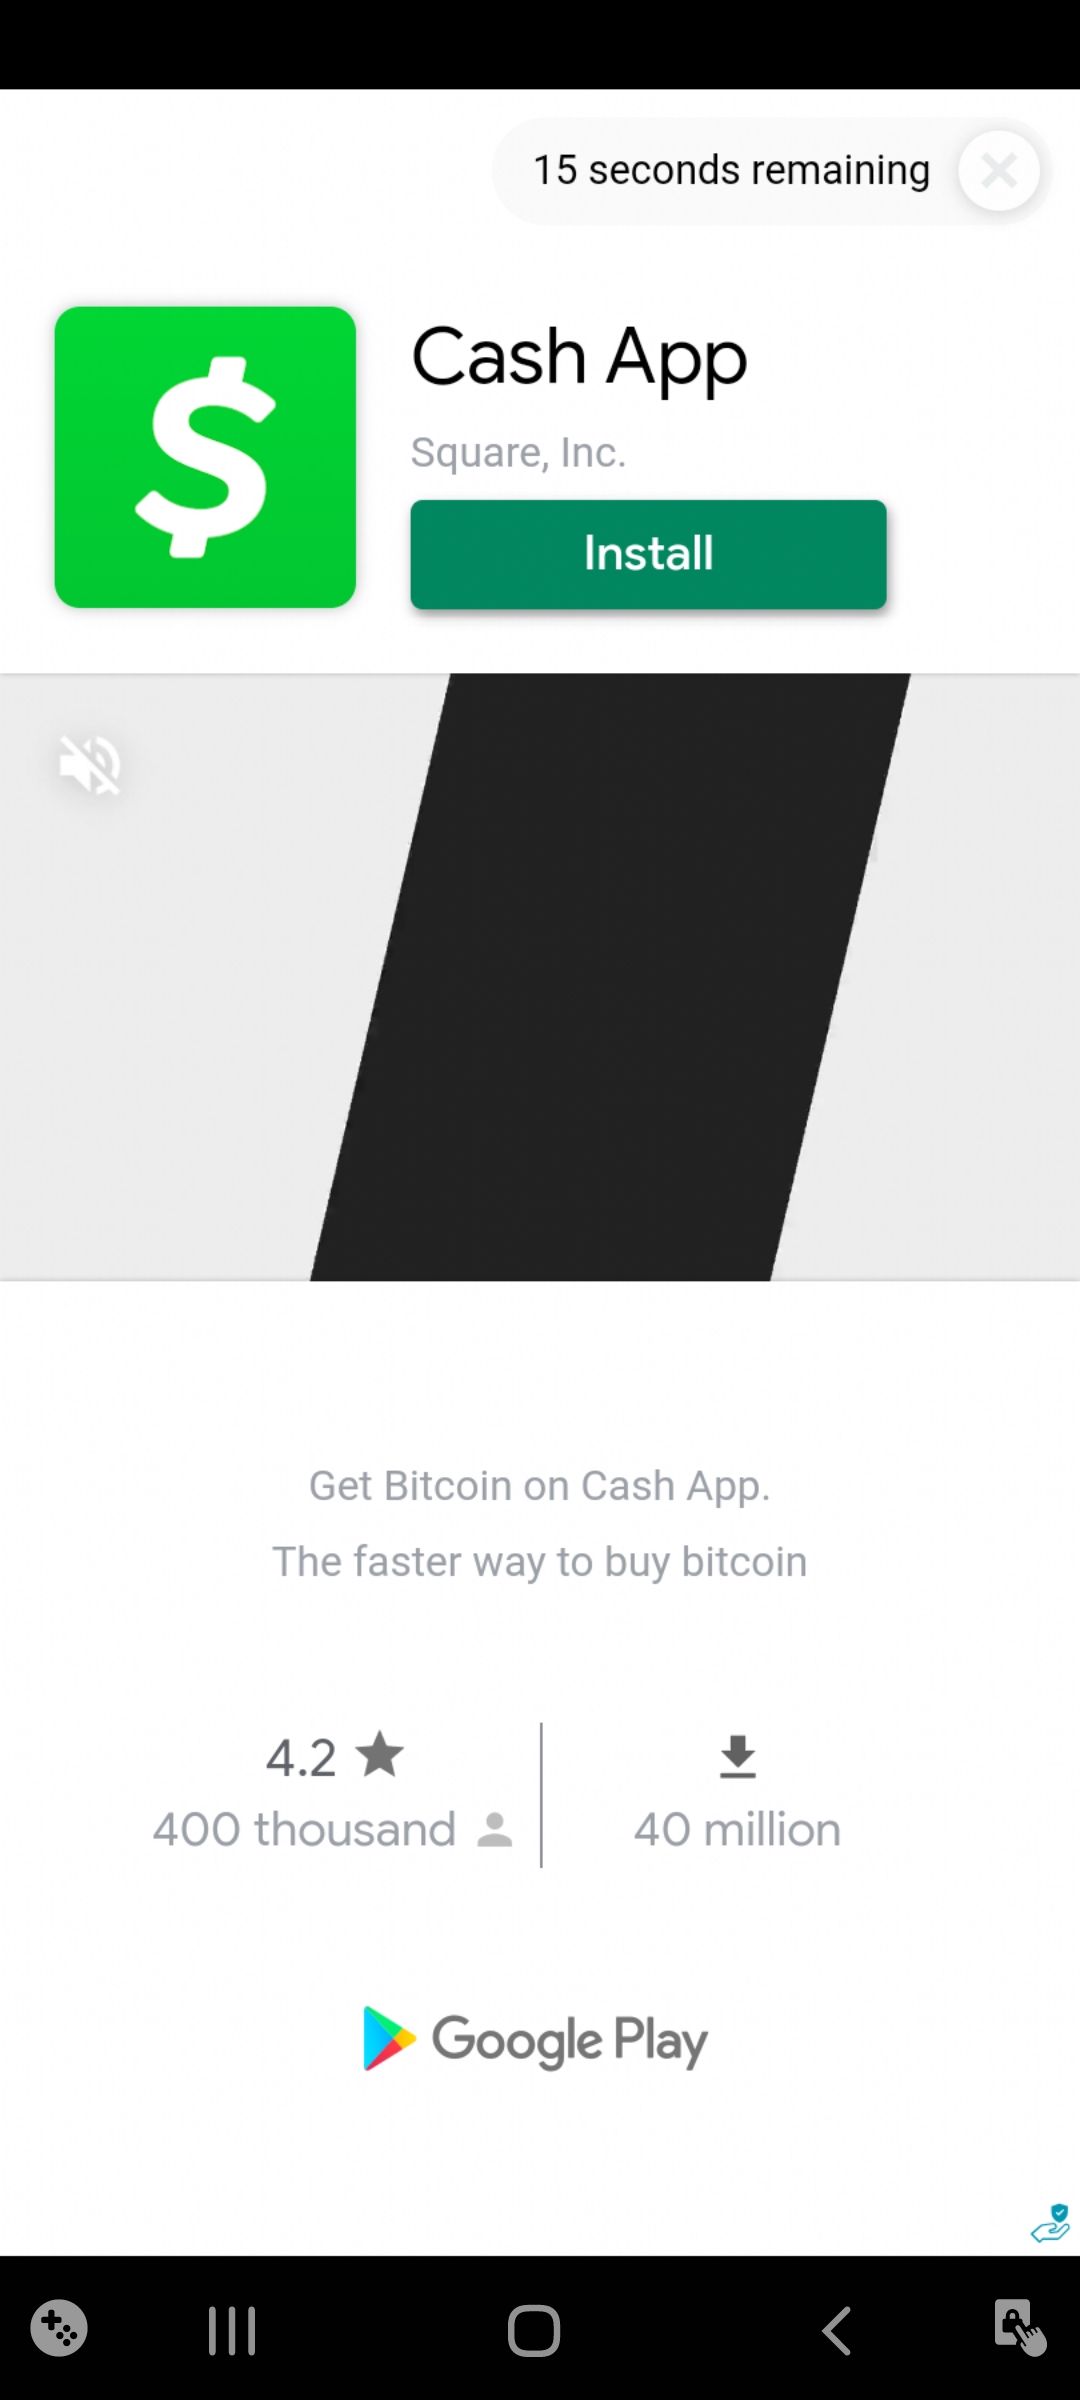 15 seconds remaining
Cash App
Square, Inc.
Install
Get Bitcoin on Cash App.
The faster way to buy bitcoin
4.2
400 thousand
40 million
Google Play